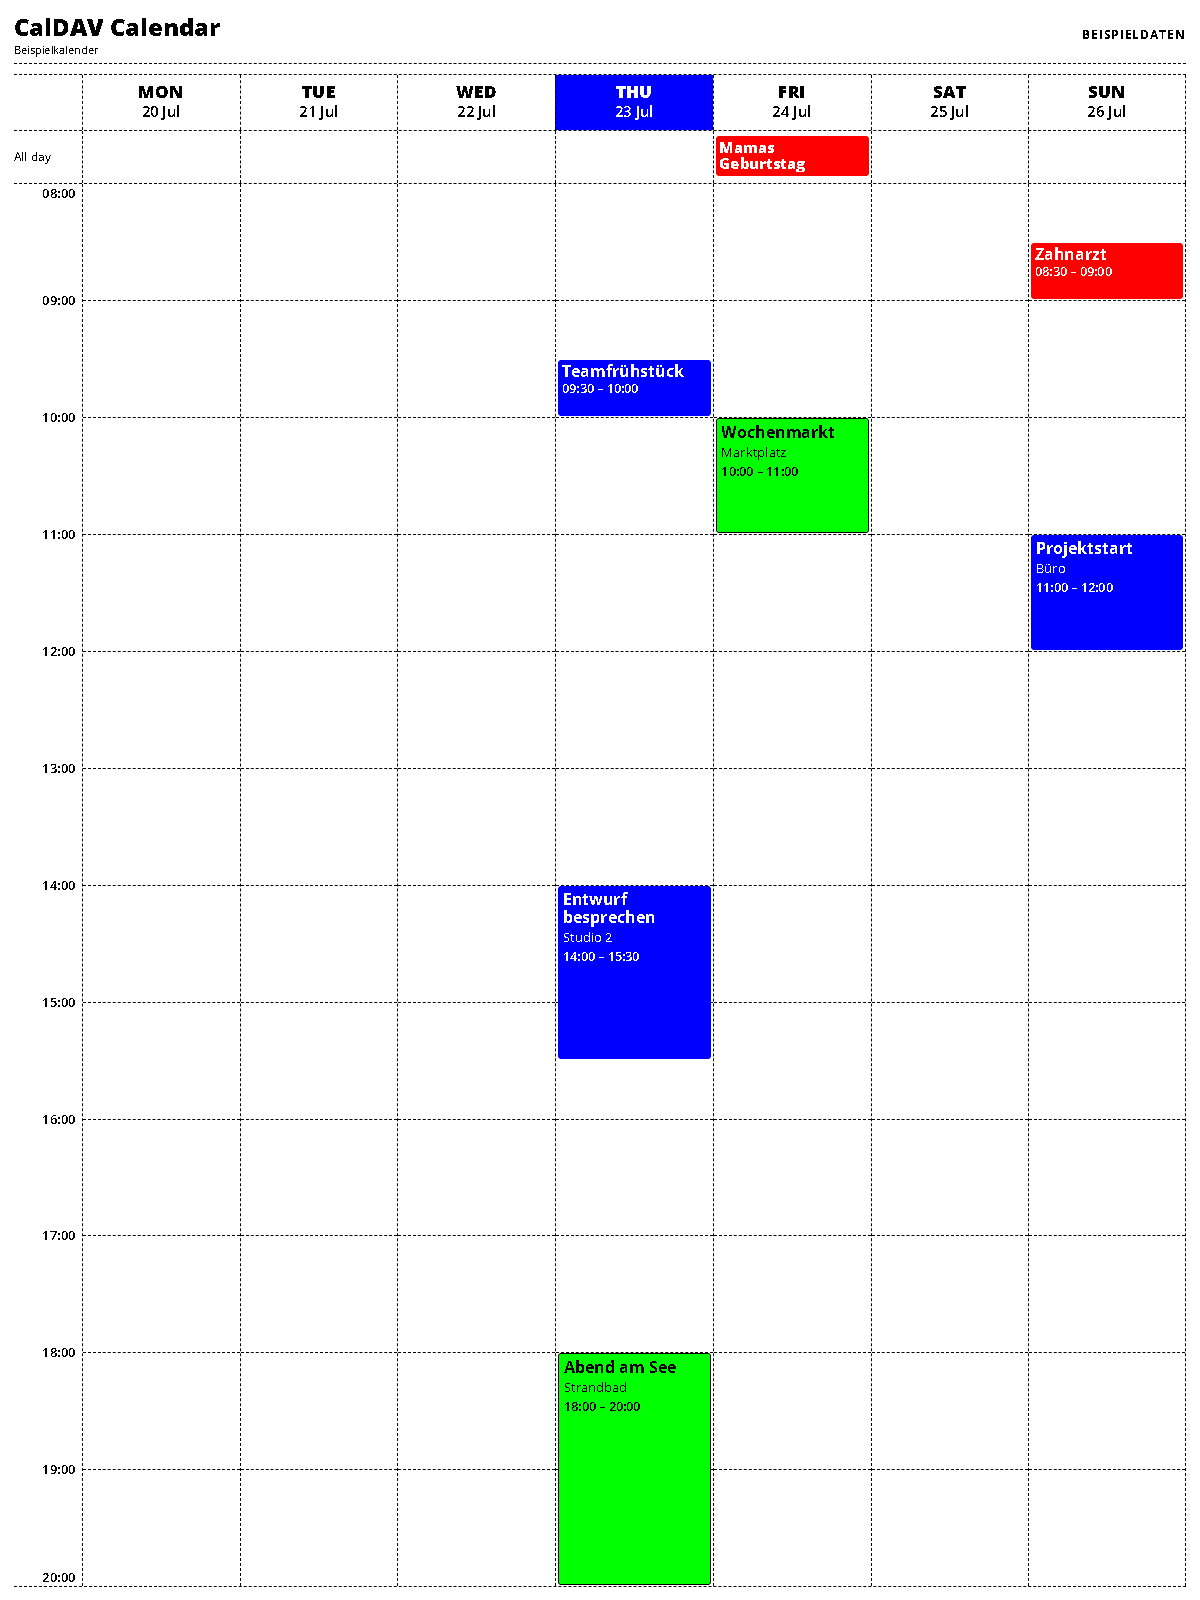 CalDAV Calendar
Beispielkalender
BEISPIELDATEN
MON
20 Jul
TUE
21 Jul
WED
22 Jul
THU
23 Jul
FRI
24 Jul
SAT
25 Jul
SUN
26 Jul
All day
Mamas
Geburtstag
08:00
Zahnarzt
08:30 – 09:00
09:00
Teamfrühstück
09:30 – 10:00
10:00
Wochenmarkt
Marktplatz
10:00 – 11:00
11:00
Projektstart
Büro
11:00 – 12:00
12:00
13:00
14:00
Entwurf
besprechen
Studio 2
14:00 – 15:30
15:00
16:00
17:00
18:00
Abend am See
Strandbad
18:00 – 20:00
19:00
20:00